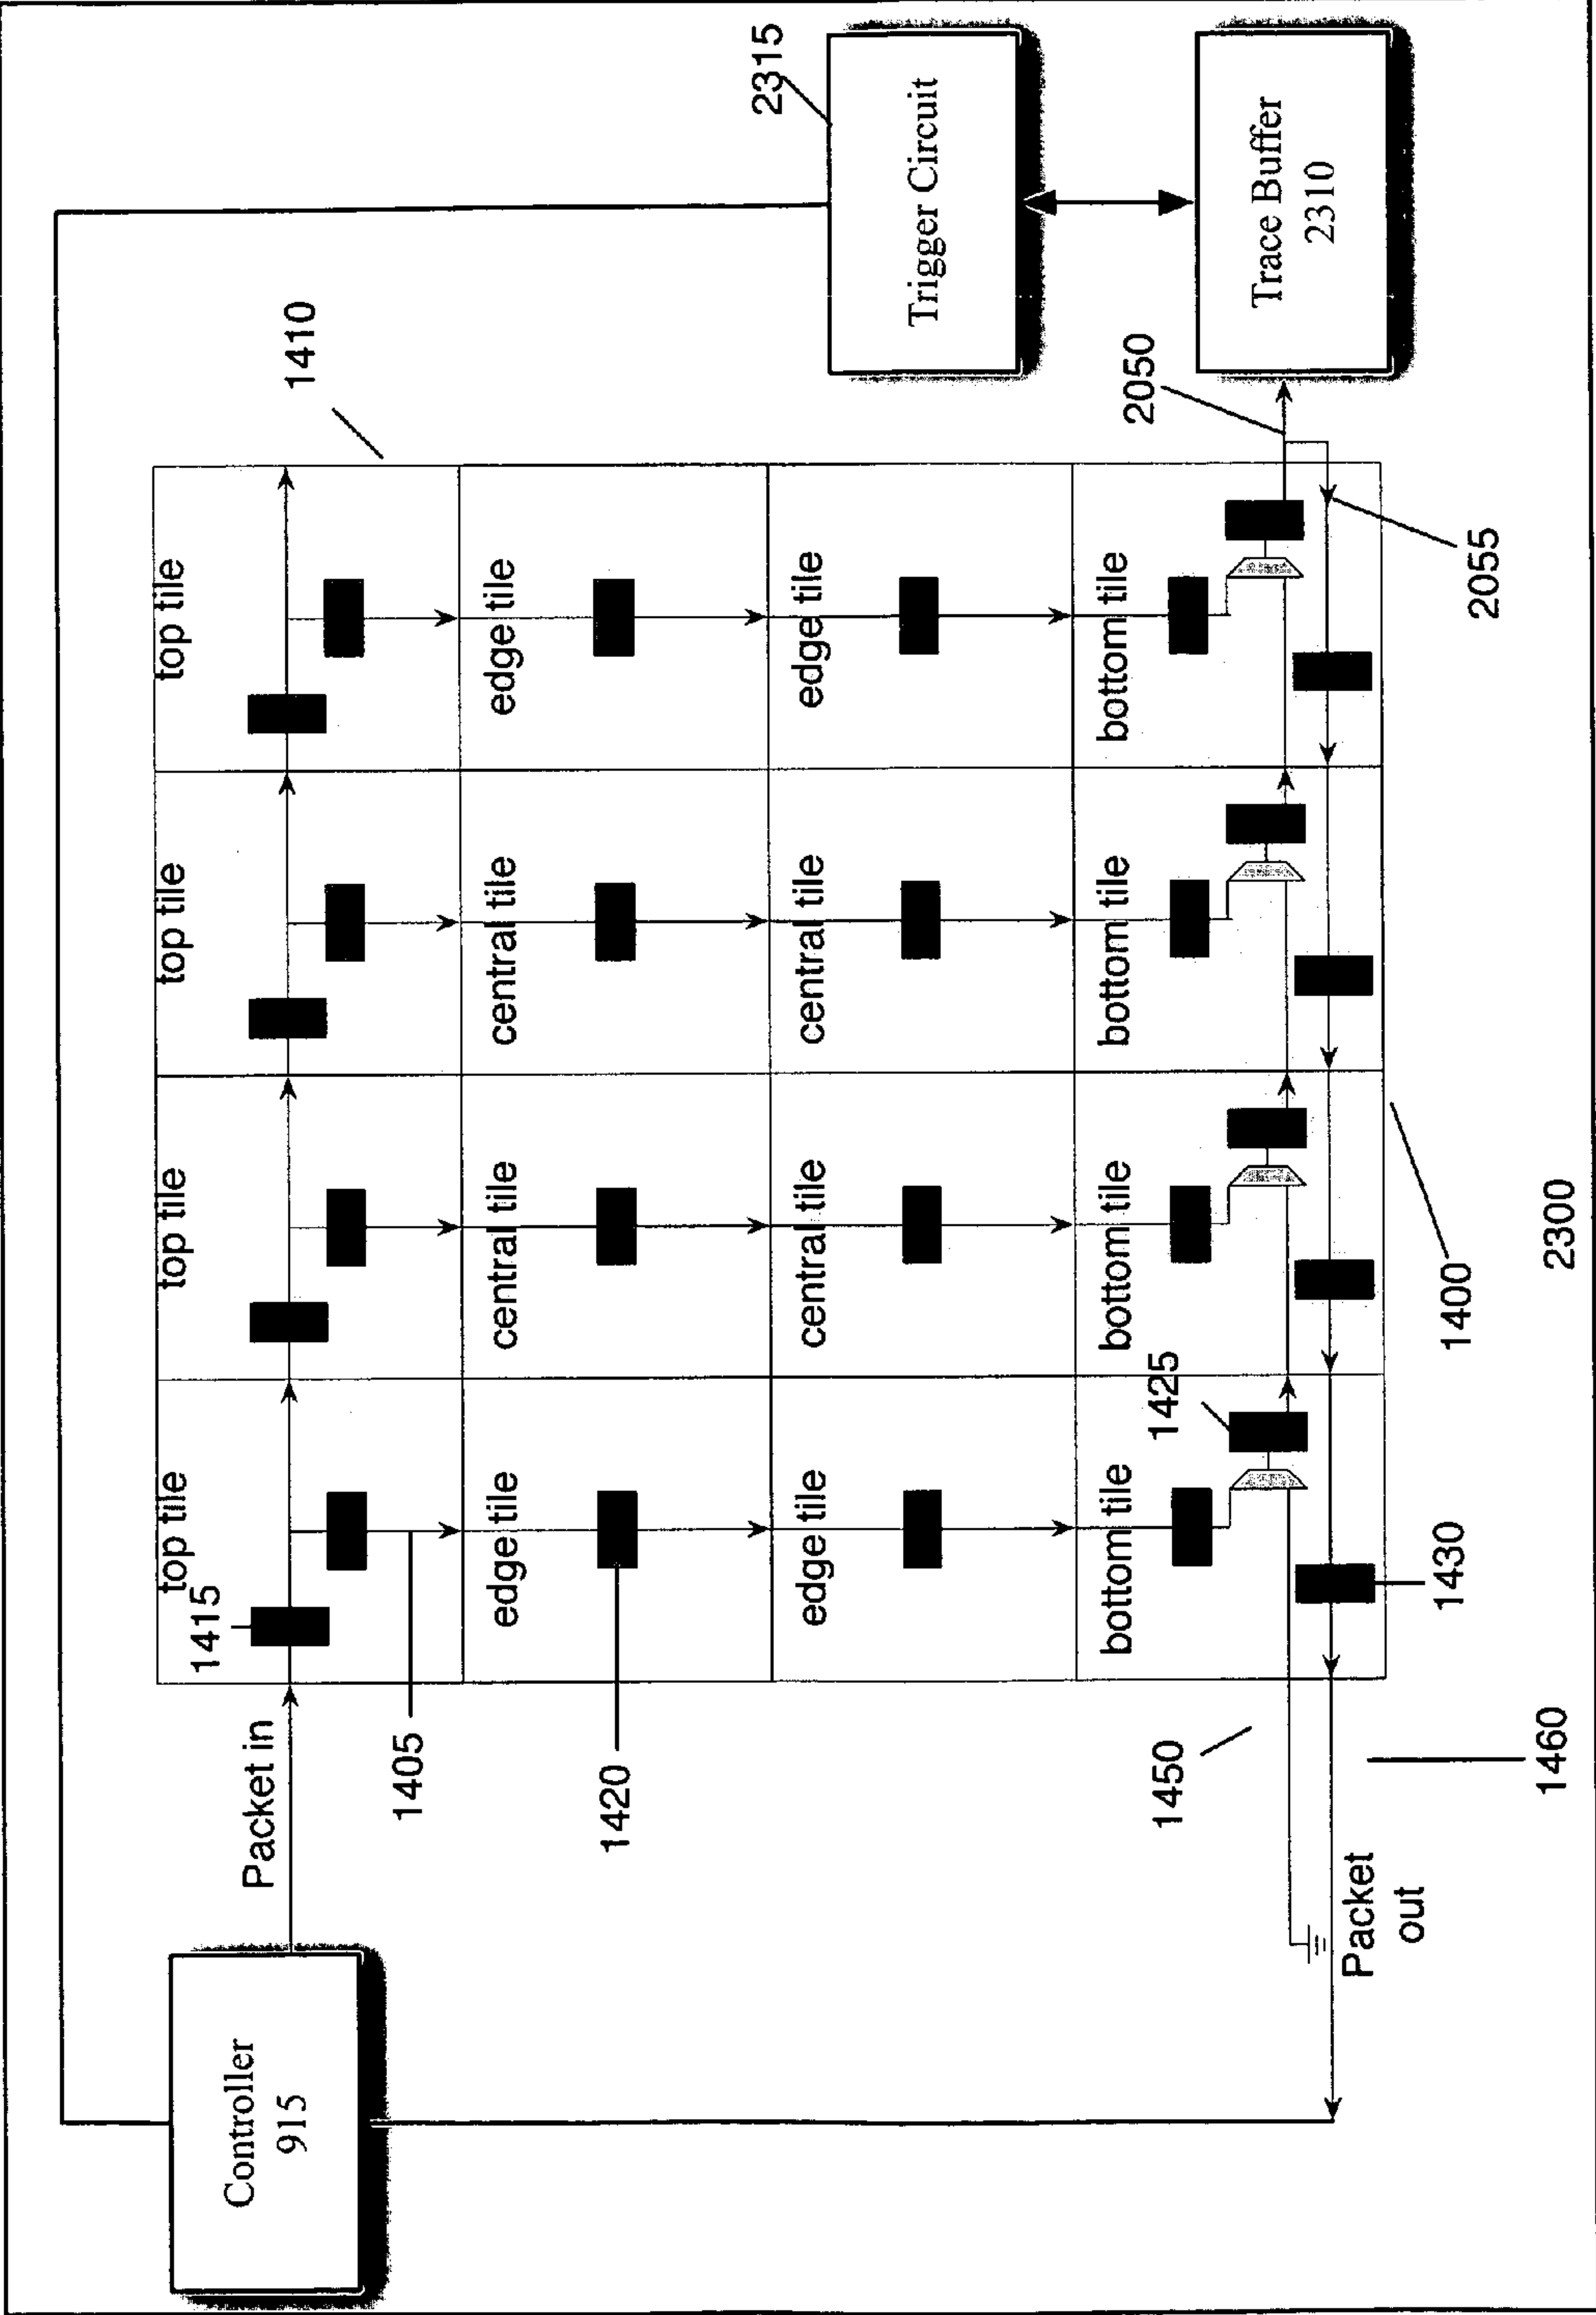 top tile
top tile
top tile
top tile
1415
Controller
915
Packet in
1410
1405
edge tile
central tile
central tile
edge tile
1420
2315
edge tile
central tile
central tile
edge tile
Trigger Circuit
bottom tile
bottom tile
bottom tile
bottom tile
2050
1450
1425
Trace Buffer
2310
Packet
out
1430
1400
2055
1460
2300